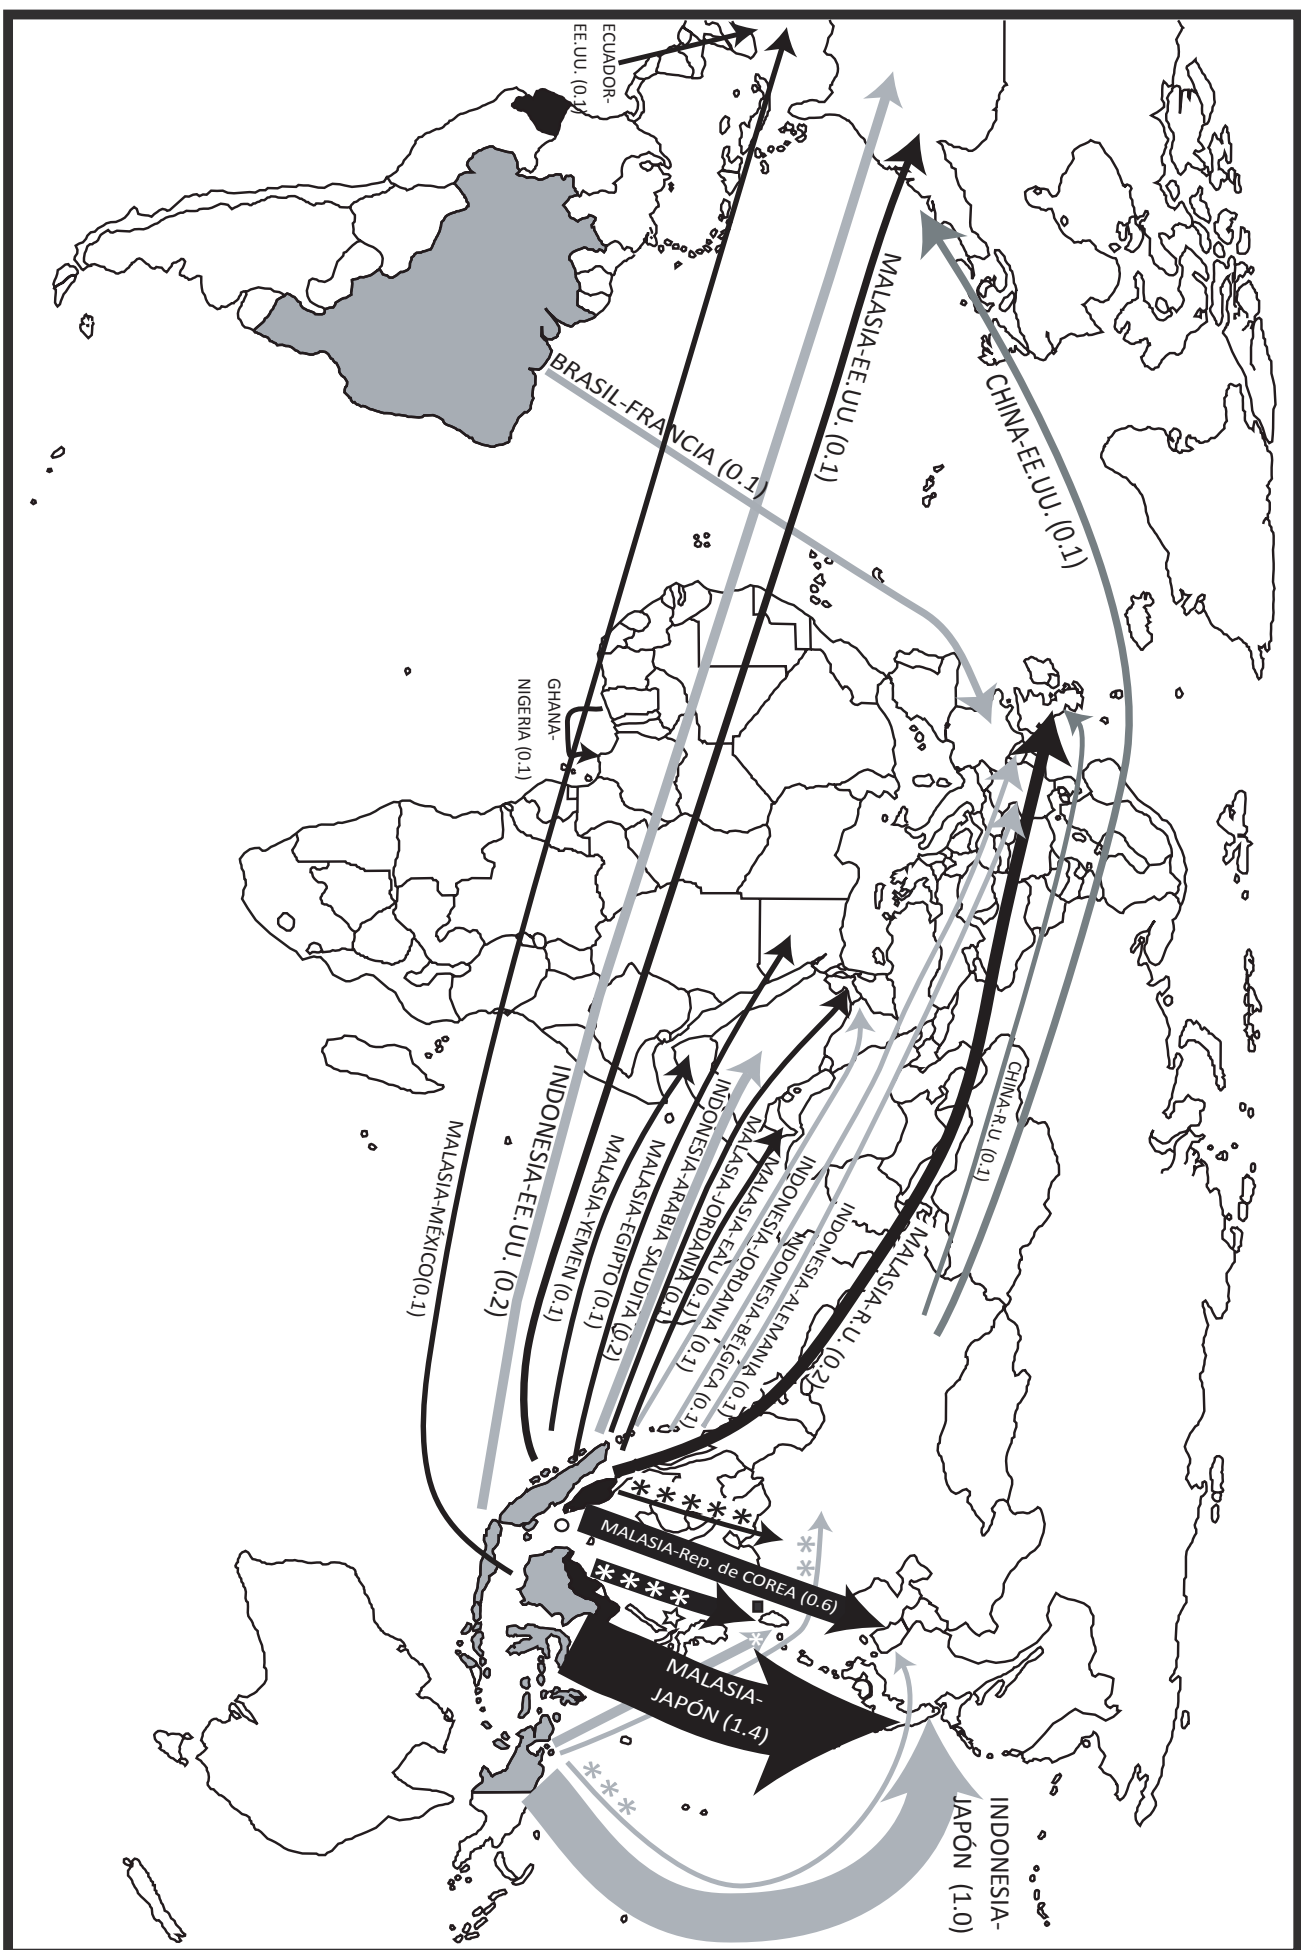 ECUADOR-
EE.UU. (0.1)
MALASIA-EE.UU. (0.1)
CHINA-EE.UU. (0.1)
BRASIL-FRANCIA (0.1)
GHANA-
NIGERIA (0.1)
CHINA-R.U. (0.1)
MALASIA-R.U. (0.2)
INDONESIA-ALEMANIA (0.1)
INDONESIA-BÉLGICA (0.1)
INDONESIA-JORDANIA (0.1)
MALASIA-EAU (0.1)
MALASIA-JORDANIA (0.1)
INDONESIA-ARABIA SAUDITA (0.2)
MALASIA-EGIPTO (0.1)
MALASIA-YEMEN (0.1)
INDONESIA-EE.UU. (0.2)
MALASIA-MÉXICO(0.1)
*****
**
MALASIA-Rep. de COREA (0.6)
****
*
MALASIA-
JAPÓN (1.4)
***
INDONESIA-
JAPÓN (1.0)